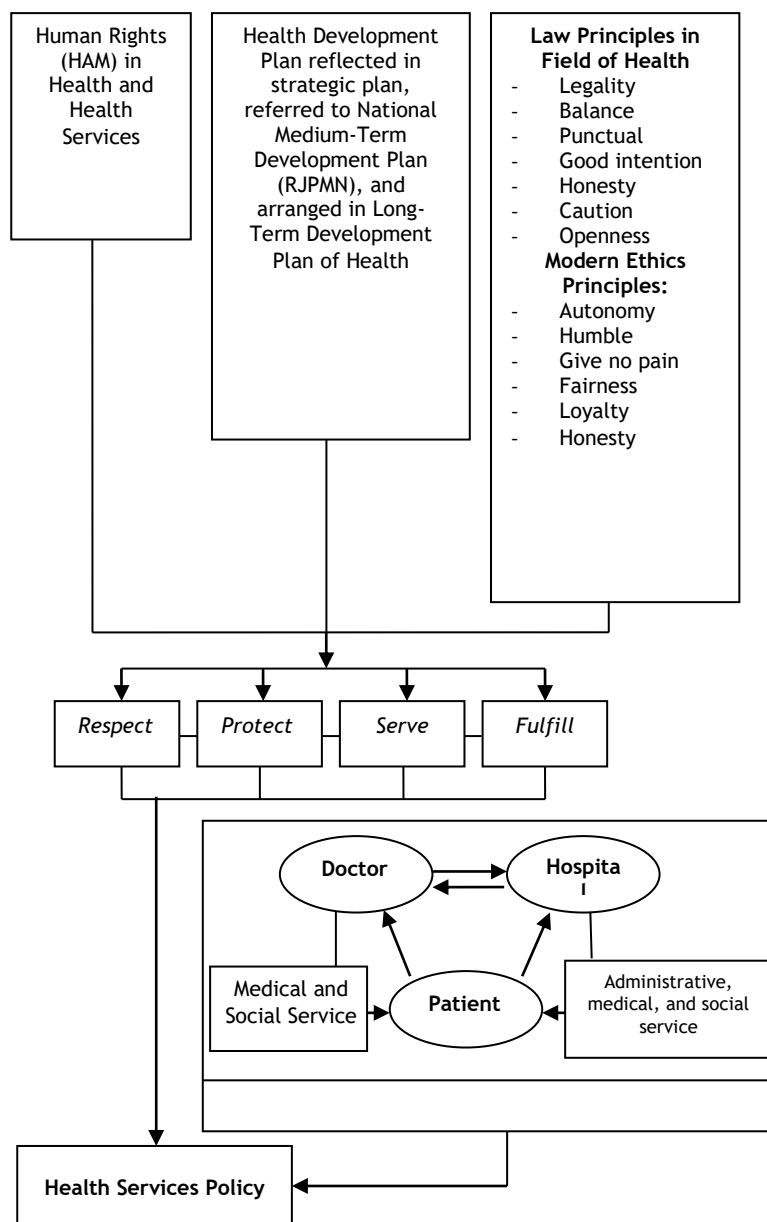 Human Rights
(HAM) in
Health and
Health
Services
Health Development
Plan reflected in
strategic plan,
referred to National
Medium-Term
Development Plan
(RJPMN), and
arranged in Long-
Term Development
Plan of Health
Law Principles in
Field of Health
- Legality
- Balance
- Punctual
- Good intention
- Honesty
- Caution
- Openness
Modern Ethics
Principles:
- Autonomy
- Humble
- Give no pain
- Fairness
- Loyalty
- Honesty
Respect
Protect
Serve
Fulfill
Doctor
Hospita
l
Medical and
Social Service
Patient
Administrative,
medical, and social
service
Health Services Policy